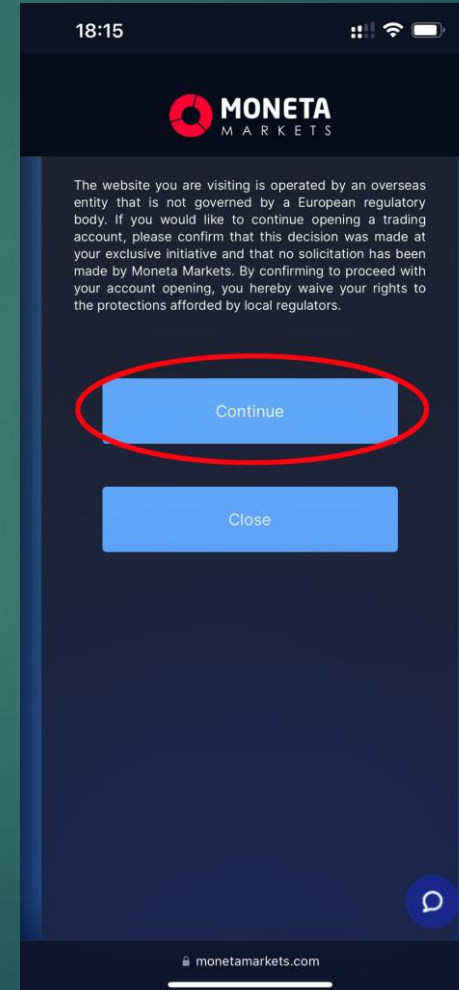 18:15
MONETA
MARKETS
The website you are visiting is operated by an overseas
entity that is not governed by a European regulatory
body. If you would like to continue opening a trading
account, please confirm that this decision was made at
your exclusive initiative and that no solicitation has been
made by Moneta Markets. By confirming to proceed with
your account opening, you hereby waive your rights to
the protections afforded by local regulators.
Continue
Close
monetamarkets.com